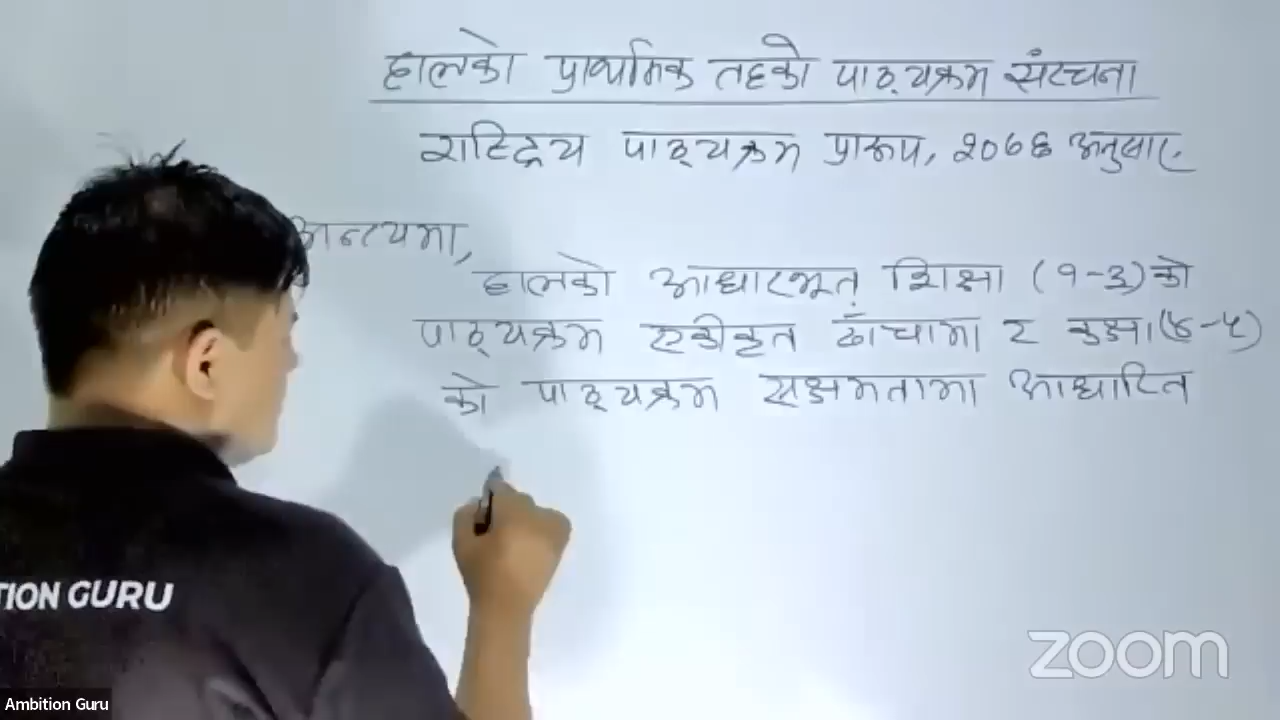 हालको प्राथमिक तहको पाठ्यक्रम संरचना
राष्ट्रिय पाठ्यक्रम प्रारूप, २०७६ अनुसार
अन्त्यमा,
हालको आधारभूत शिक्षा (१-३) को
पाठ्यक्रम एकीकृत ढाँचामा र कक्षा (४-५)
को पाठ्यक्रम सक्षमतामा आधारित
TION GURU
zoom
Ambition Guru